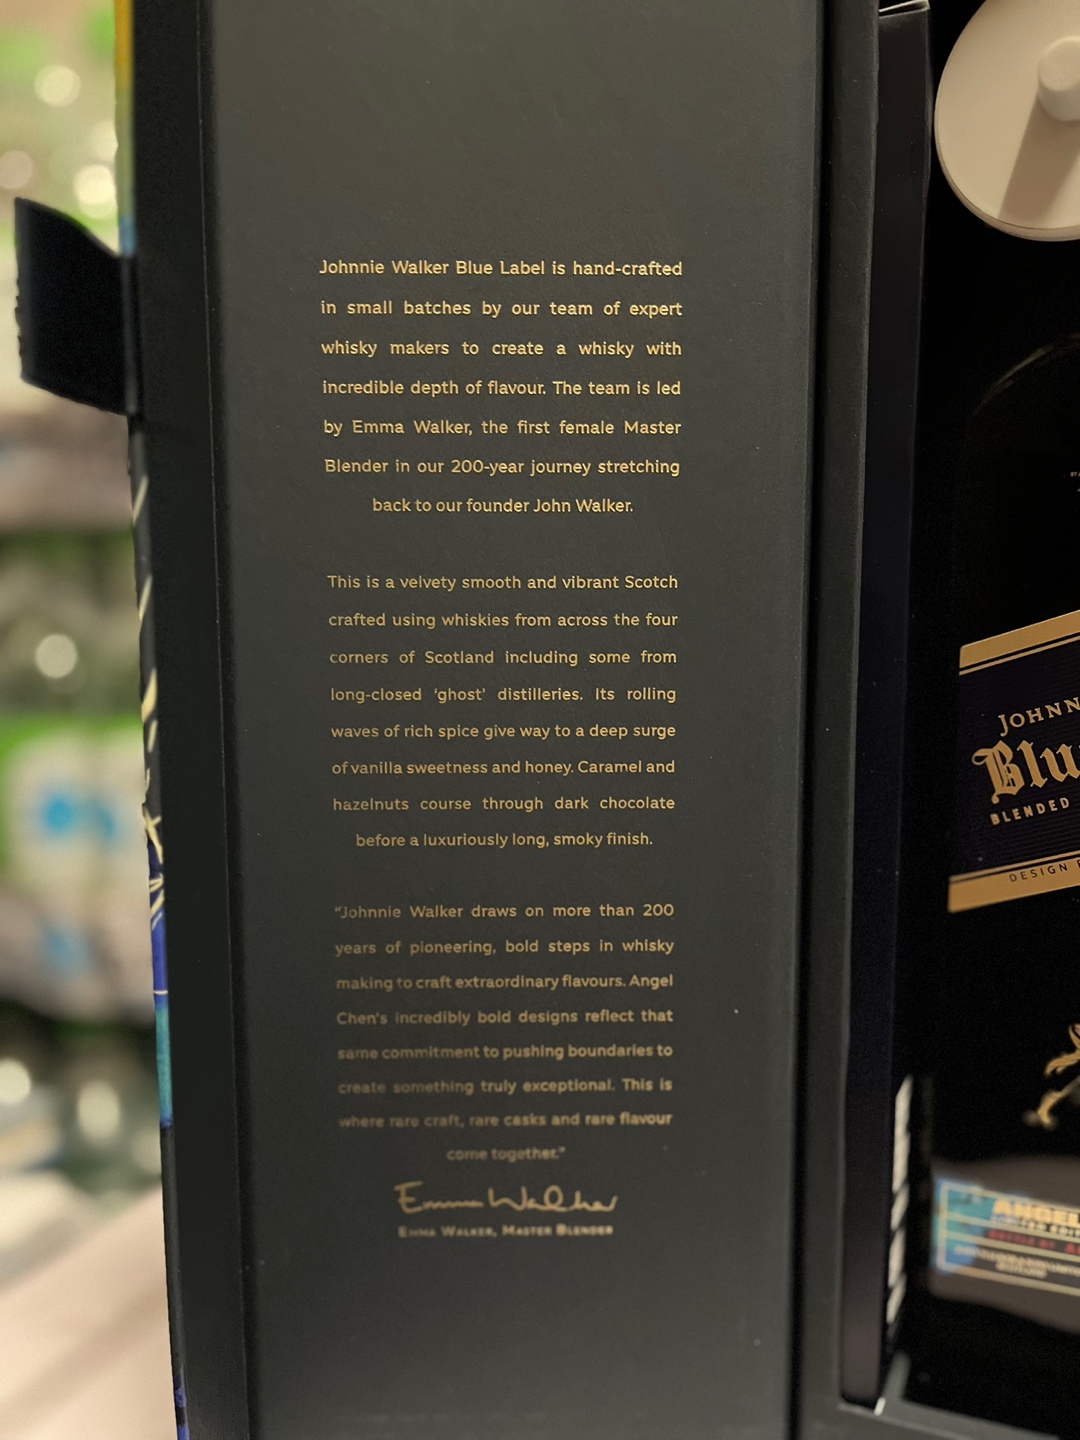 Johnnie Walker Blue Label is hand-crafted
in small batches by our team of expert
whisky makers to create a whisky with
incredible depth of flavour. The team is led
by Emma Walker, the first female Master
Blender in our 200-year journey stretching
back to our founder John Walker.
This is a velvety smooth and vibrant Scotch
crafted using whiskies from across the four
corners of Scotland including some from
long-closed ‘ghost’ distilleries. Its rolling
waves of rich spice give way to a deep surge
of vanilla sweetness and honey. Caramel and
hazelnuts course through dark chocolate
before a luxuriously long, smoky finish.
“Johnnie Walker draws on more than 200
years of pioneering, bold steps in whisky
making to craft extraordinary flavours. Angel
Chen’s incredibly bold designs reflect that
same commitment to pushing boundaries to
create something truly exceptional. This is
where rare craft, rare casks and rare flavour
come together.”
Emma Walker
EMMA WALKER, MASTER BLENDER
JOHNN
Blu
BLENDED
DESIGN
ANGEL
LIMITED EDI
BOTTLE Nº